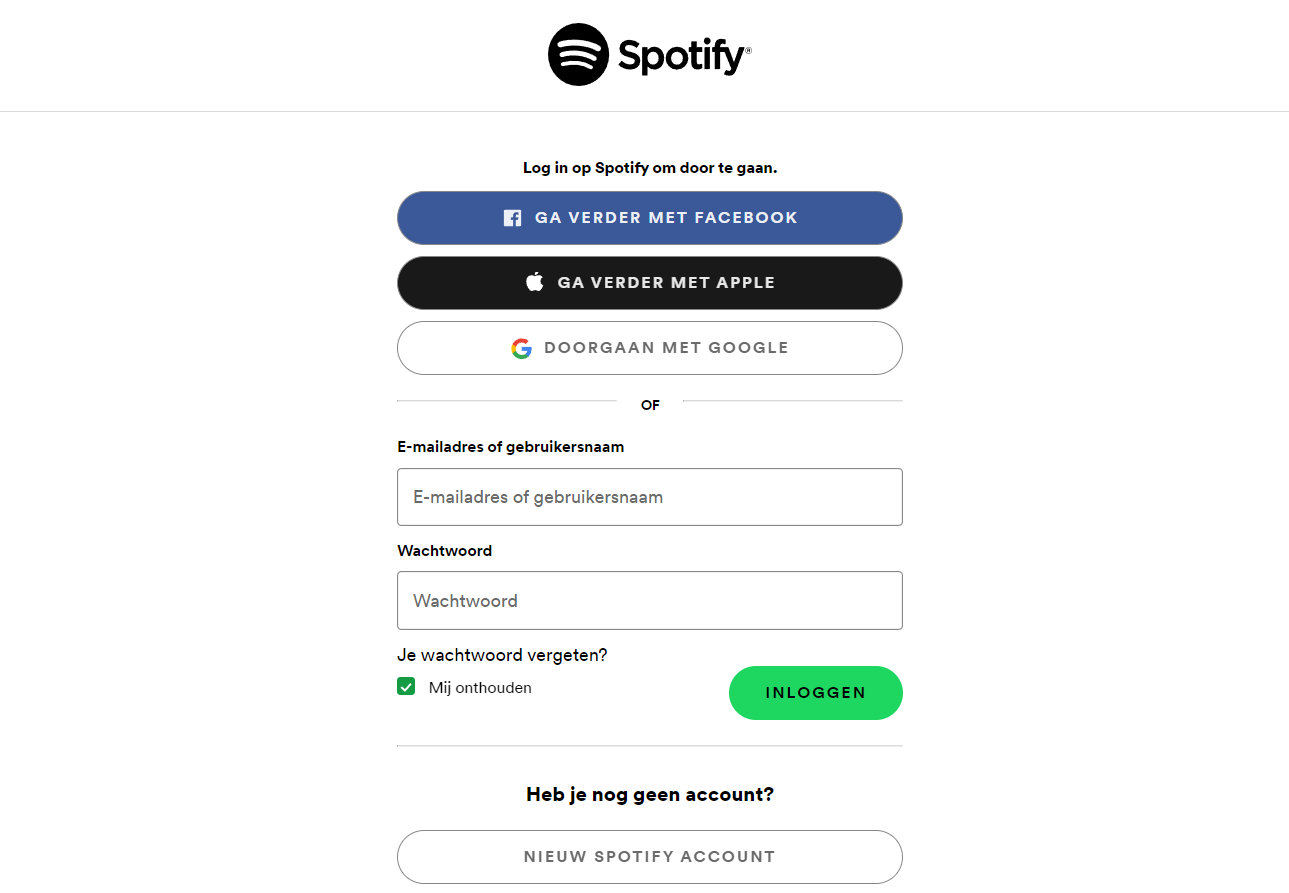 Spotify®
Log in op Spotify om door te gaan.
GA VERDER MET FACEBOOK
GA VERDER MET APPLE
DOORGAAN MET GOOGLE
OF
E-mailadres of gebruikersnaam
E-mailadres of gebruikersnaam
Wachtwoord
Wachtwoord
Je wachtwoord vergeten?
Mij onthouden
INLOGGEN
Heb je nog geen account?
NIEUW SPOTIFY ACCOUNT